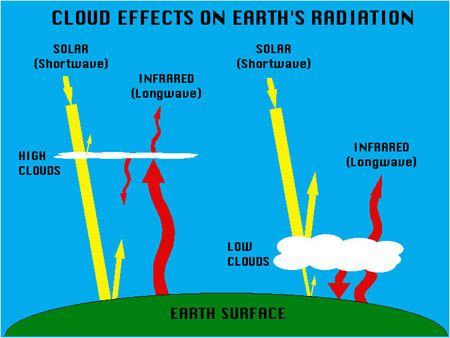 CLOUD EFFECTS ON EARTH'S RADIATION
SOLAR
(Shortwave)
INFRARED
(Longwave)
HIGH
CLOUDS
SOLAR
(Shortwave)
INFRARED
(Longwave)
LOW
CLOUDS
EARTH SURFACE